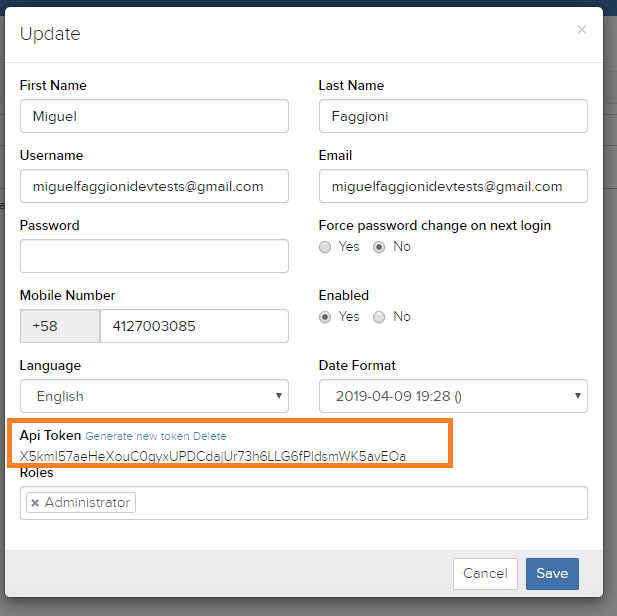 Update ×
First Name Last Name
Miguel Faggioni
Username Email
miguelfaggionidevtests@gmail.com miguelfaggionidevtests@gmail.com
Password Force password change on next login
Yes No
Mobile Number Enabled
+58 4127003085 Yes No
Language Date Format
English 2019-04-09 19:28 ()
Api Token Generate new token Delete
X5kmI57aeHeXouC0gyxUPDCdajUr73h6LLG6fPldsmWK5avEOa
Roles
× Administrator
Cancel Save